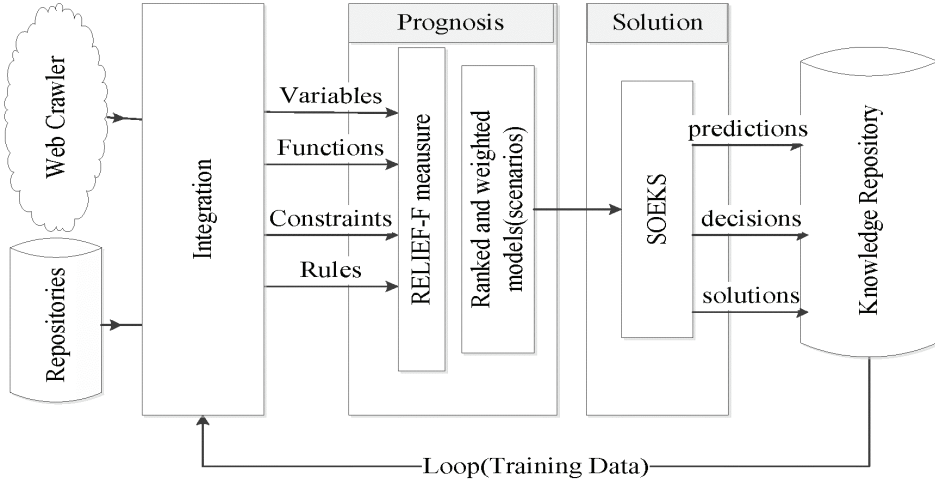 Web Crawler
Repositories
Integration
Variables
Functions
Constraints
Rules
Prognosis
RELIEF-F meausure
Ranked and weighted
models(scenarios)
Solution
SOEKS
predictions
decisions
solutions
Knowledge Repository
Loop(Training Data)